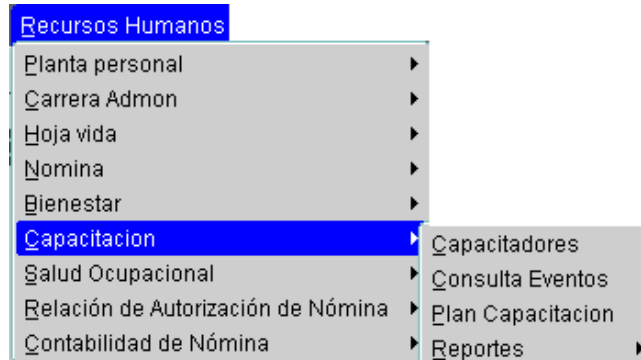 Recursos Humanos
Planta personal
Carrera Admon
Hoja vida
Nomina
Bienestar
Capacitacion
Salud Ocupacional
Relación de Autorización de Nómina
Contabilidad de Nómina
Capacitadores
Consulta Eventos
Plan Capacitacion
Reportes